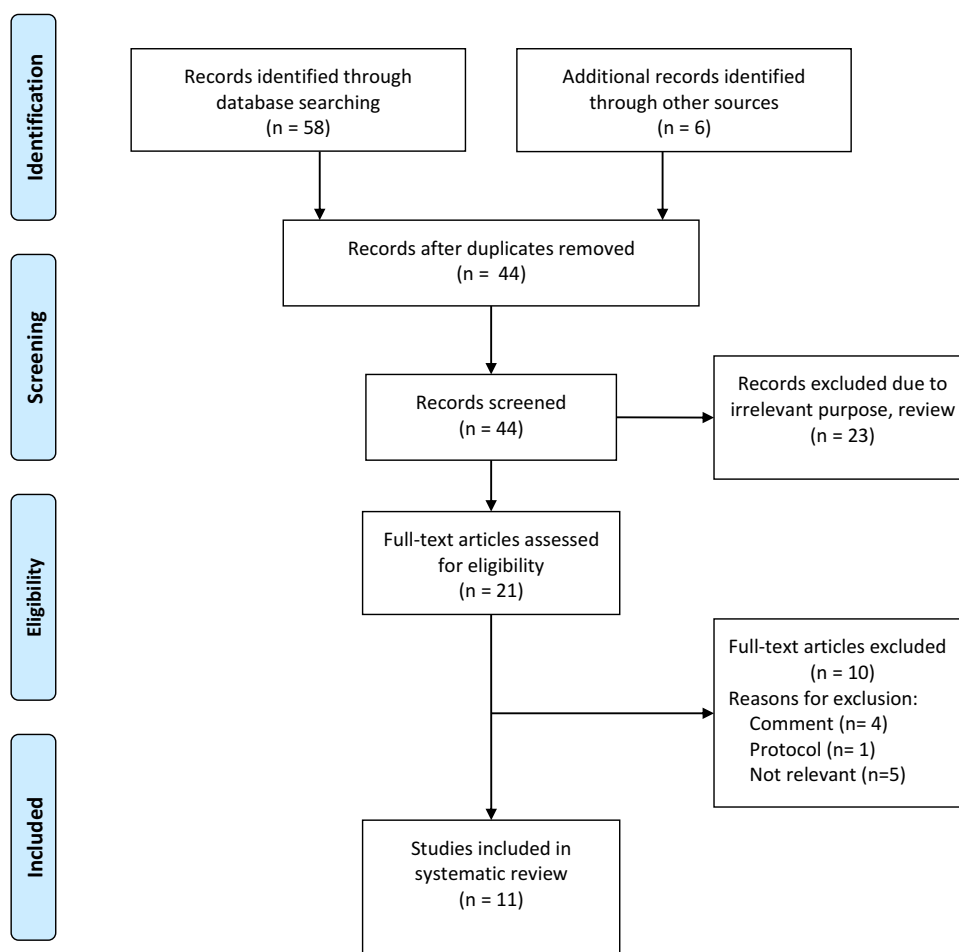 Identification
Records identified through
database searching
(n = 58)
Additional records identified
through other sources
(n = 6)
Records after duplicates removed
(n =  44)
Screening
Records screened
(n = 44)
Records excluded due to
irrelevant purpose, review
(n = 23)
Eligibility
Full-text articles assessed
for eligibility
(n = 21)
Full-text articles excluded
(n = 10)
Reasons for exclusion:
Comment (n= 4)
Protocol (n= 1)
Not relevant (n=5)
Included
Studies included in
systematic review
(n = 11)